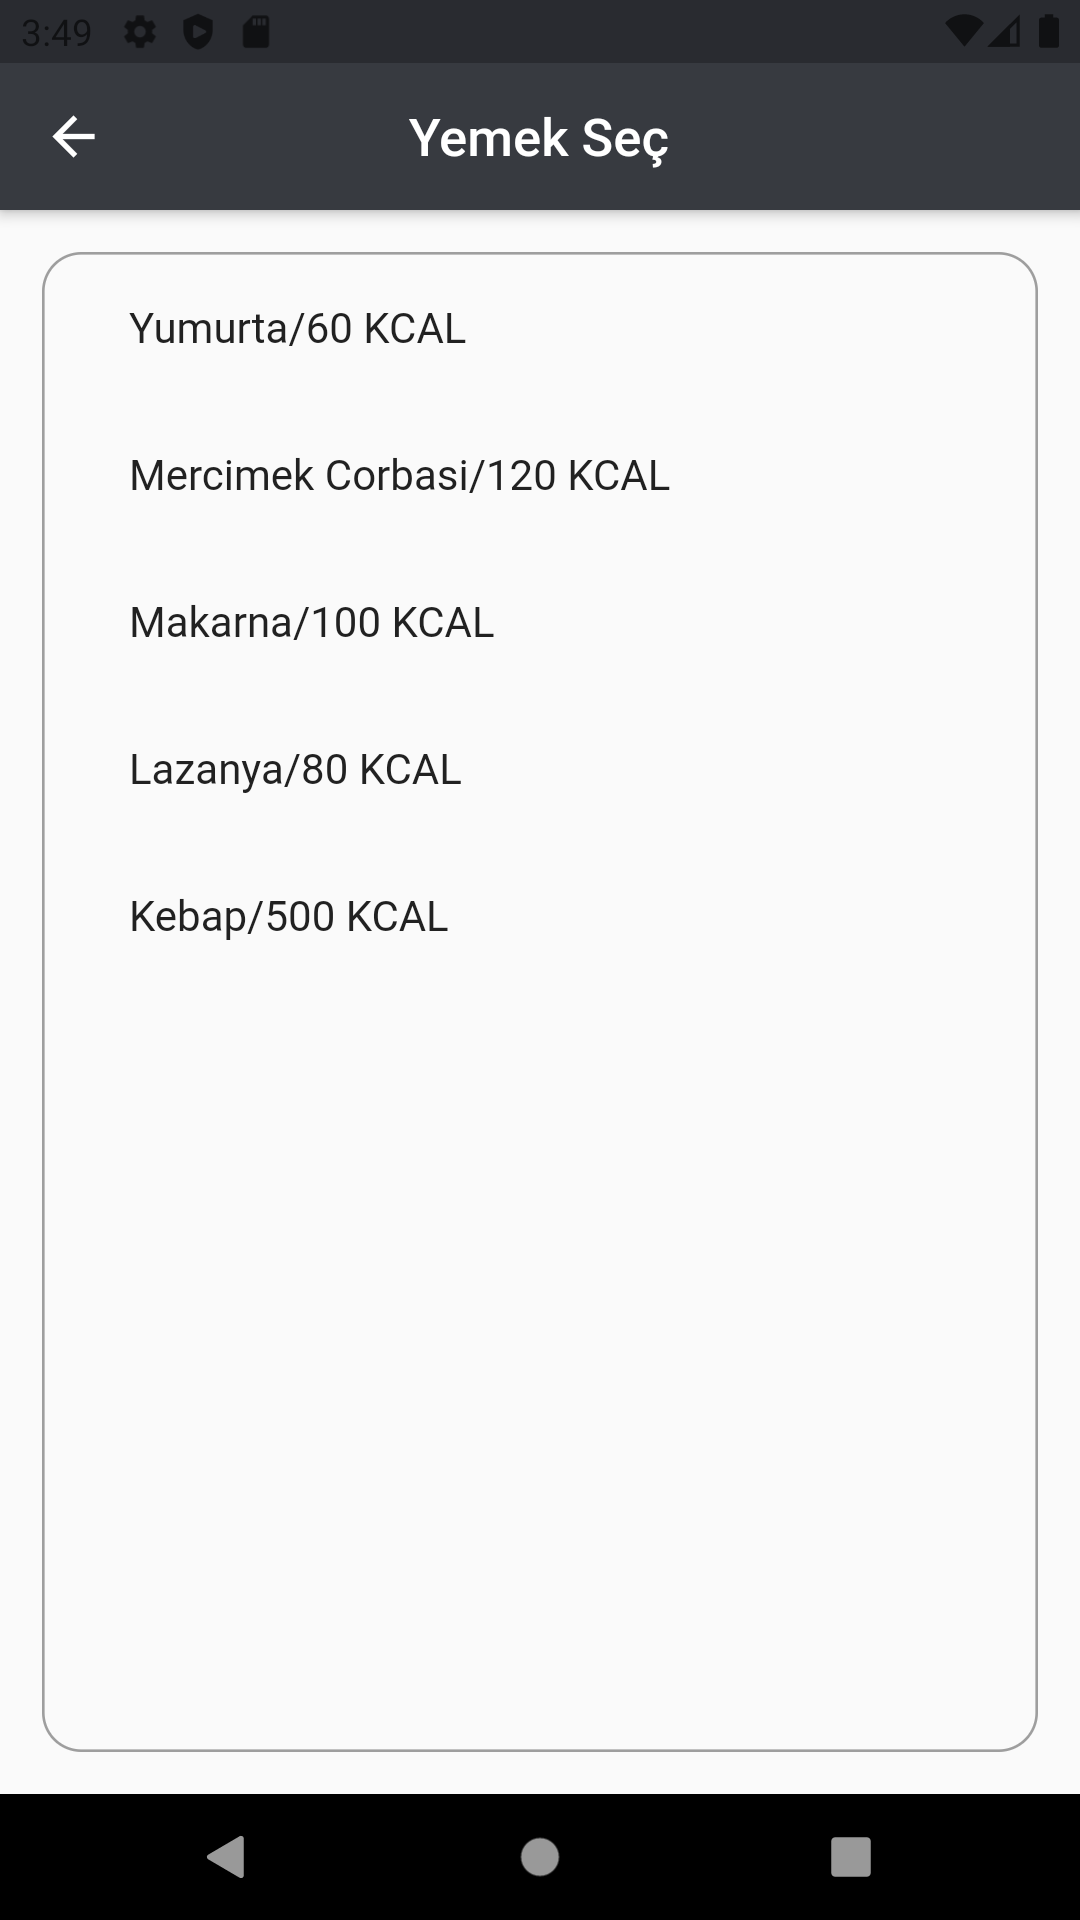 3:49
Yemek Seç
Yumurta/60 KCAL
Mercimek Corbasi/120 KCAL
Makarna/100 KCAL
Lazanya/80 KCAL
Kebap/500 KCAL